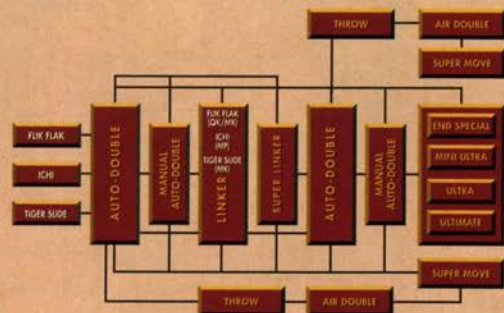 THROW
AIR DOUBLE
SUPER MOVE
FLIK FLAK
ICHI
TIGER SLIDE
AUTO-DOUBLE
MANUAL
AUTO-DOUBLE
LINKER
FLIK FLAK
(QK/MK)
ICHI
(MP)
TIGER SLIDE
(MK)
SUPER LINKER
AUTO-DOUBLE
MANUAL
AUTO-DOUBLE
END SPECIAL
MINI ULTRA
ULTRA
ULTIMATE
SUPER MOVE
THROW
AIR DOUBLE